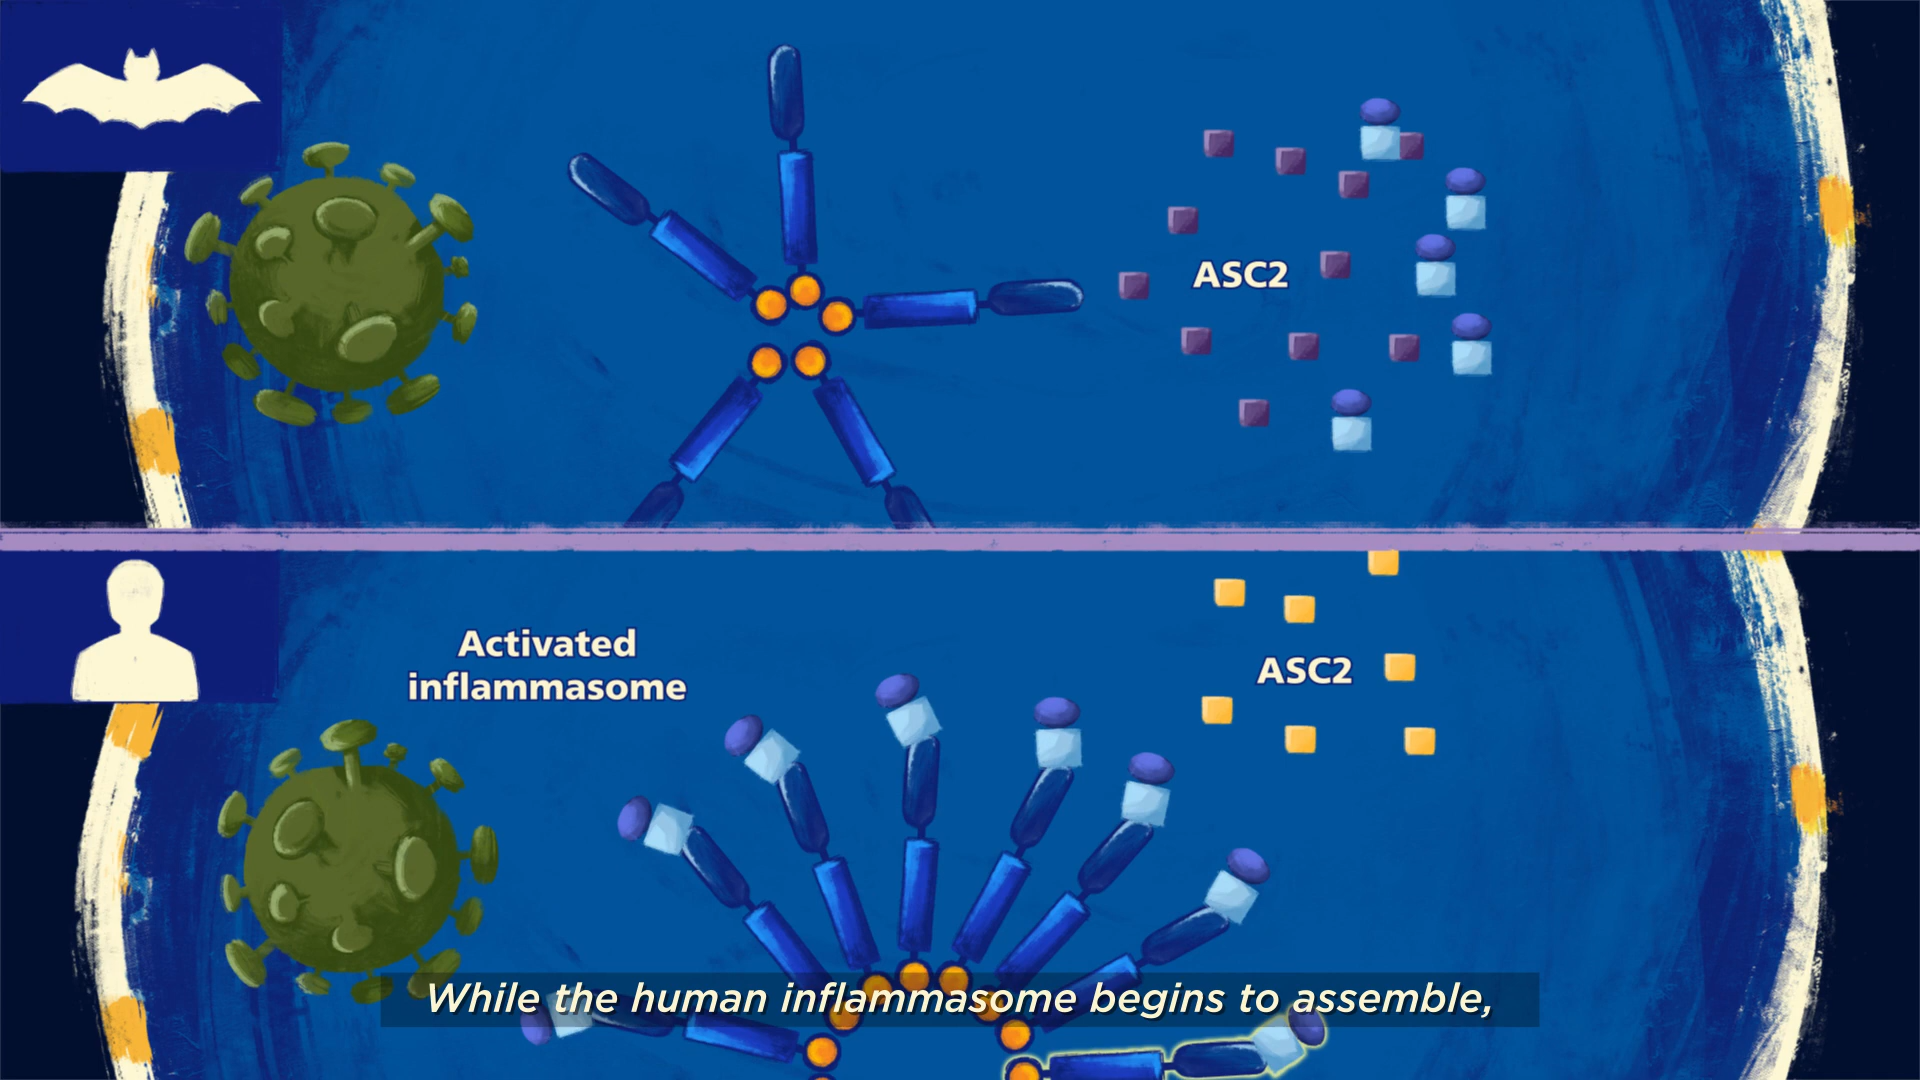 ASC2
Activated
inflammasome
ASC2
While the human inflammasome begins to assemble,